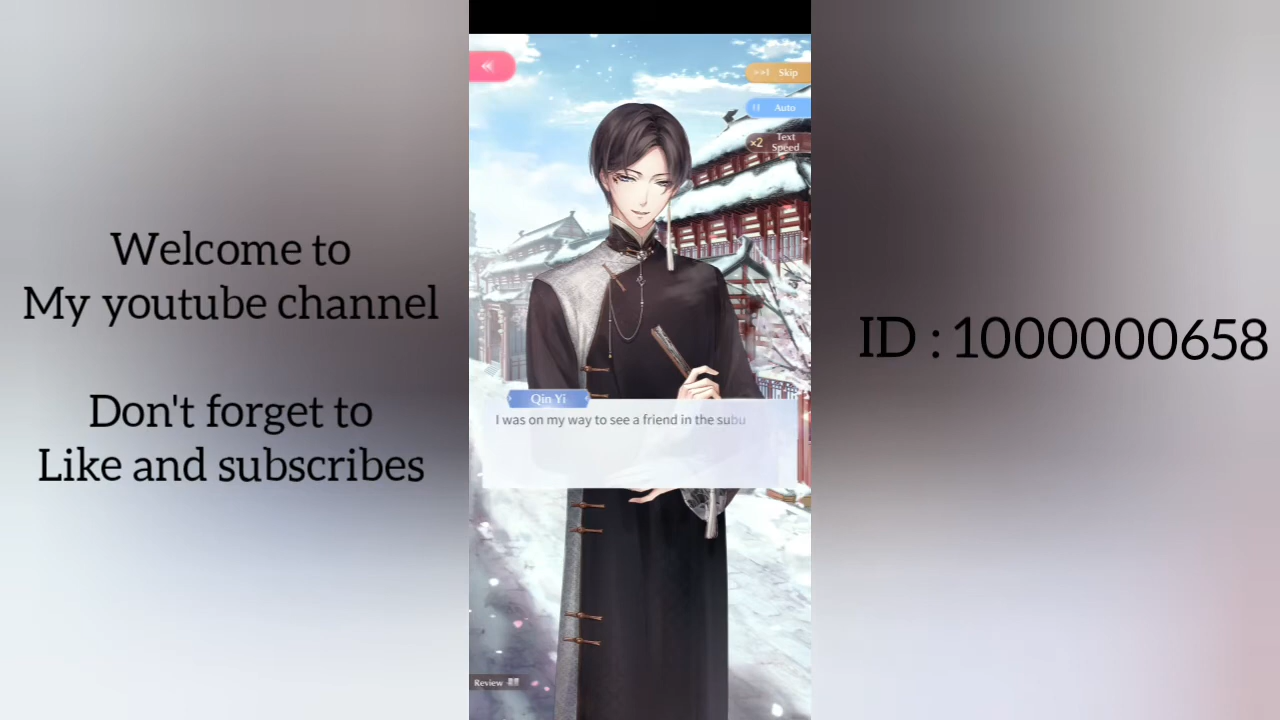 Welcome to
My youtube channel
Don't forget to
Like and subscribes
Skip
Auto
×2 Text
Speed
Qin Yi
I was on my way to see a friend in the subu
Review
ID : 1000000658